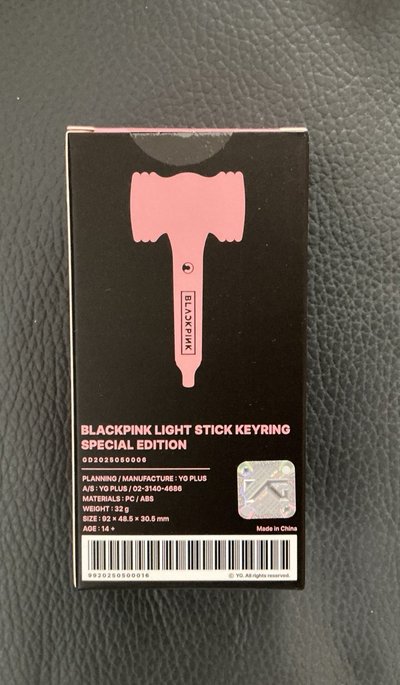 BLACKPINK
BLACKPINK LIGHT STICK KEYRING
SPECIAL EDITION
GD2025050006
PLANNING / MANUFACTURE : YG PLUS
A/S : YG PLUS / 02-3140-4686
MATERIALS : PC / ABS
WEIGHT : 32 g
SIZE : 92 × 48.5 × 30.5 mm
AGE : 14 +
YG
Made in China
9920250500016
© YG. All rights reserved.